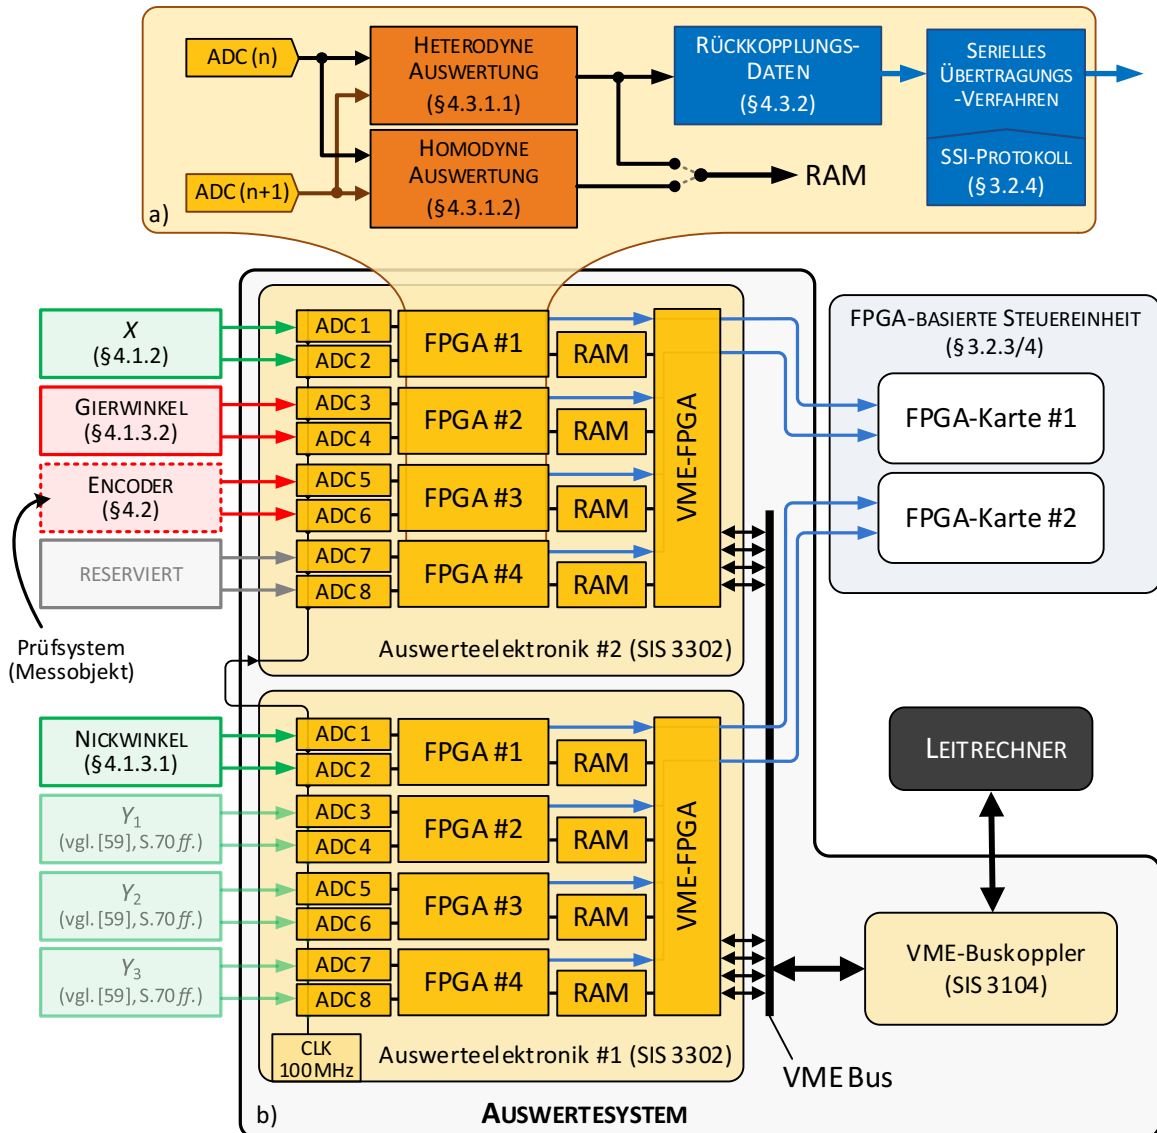 ADC (n)
ADC (n+1)
HETERODYNE
AUSWERTUNG
(§4.3.1.1)
HOMODYNE
AUSWERTUNG
(§4.3.1.2)
RÜCKKOPPLUNGS-
DATEN
(§4.3.2)
SERIELLES
ÜBERTRAGUNGS
-VERFAHREN
SSI-PROTOKOLL
(§3.2.4)
RAM
a)
X
(§4.1.2)
GIERWINKEL
(§4.1.3.2)
ENCODER
(§4.2)
RESERVIERT
Prüfsystem
(Messobjekt)
ADC 1
ADC 2
ADC 3
ADC 4
ADC 5
ADC 6
ADC 7
ADC 8
FPGA #1
FPGA #2
FPGA #3
FPGA #4
RAM
RAM
RAM
RAM
VME-FPGA
Auswerteelektronik #2 (SIS 3302)
FPGA-BASIERTE STEUEREINHEIT
(§3.2.3/4)
FPGA-Karte #1
FPGA-Karte #2
NICKWINKEL
(§4.1.3.1)
Y1
(vgl. [59], S.70ff.)
Y2
(vgl. [59], S.70ff.)
Y3
(vgl. [59], S.70ff.)
ADC 1
ADC 2
ADC 3
ADC 4
ADC 5
ADC 6
ADC 7
ADC 8
FPGA #1
FPGA #2
FPGA #3
FPGA #4
RAM
RAM
RAM
RAM
VME-FPGA
CLK
100 MHz
Auswerteelektronik #1 (SIS 3302)
LEITRECHNER
VME-Buskoppler
(SIS 3104)
VME Bus
b)
AUSWERTESYSTEM